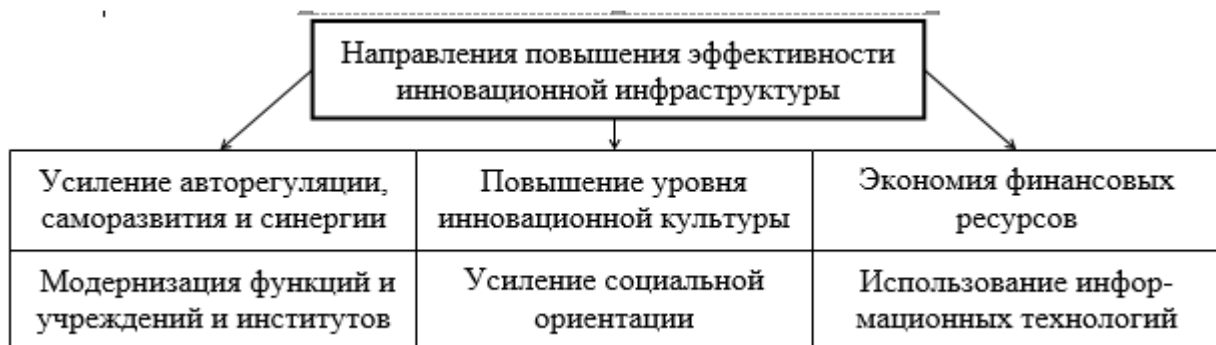 Направления повышения эффективности
инновационной инфраструктуры
Усиление авторегуляции,
саморазвития и синергии
Повышение уровня
инновационной культуры
Экономия финансовых
ресурсов
Модернизация функций и
учреждений и институтов
Усиление социальной
ориентации
Использование инфор-
мационных технологий